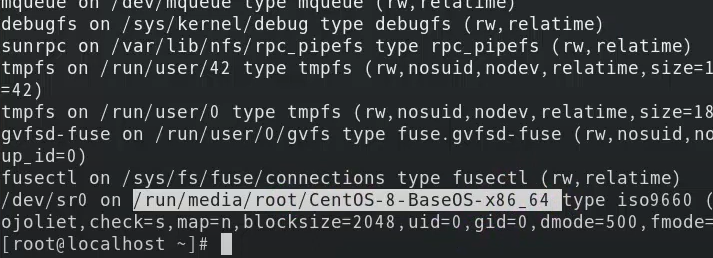 mqueue on /dev/mqueue type mqueue (rw,relatime)
debugfs on /sys/kernel/debug type debugfs (rw,relatime)
sunrpc on /var/lib/nfs/rpc_pipefs type rpc_pipefs (rw,relatime)
tmpfs on /run/user/42 type tmpfs (rw,nosuid,nodev,relatime,size=1
=42)
tmpfs on /run/user/0 type tmpfs (rw,nosuid,nodev,relatime,size=18
gvfsd-fuse on /run/user/0/gvfs type fuse.gvfsd-fuse (rw,nosuid,no
up_id=0)
fusectl on /sys/fs/fuse/connections type fusectl (rw,relatime)
/dev/sr0 on /run/media/root/CentOS-8-BaseOS-x86_64 type iso9660 (
ojoliet,check=s,map=n,blocksize=2048,uid=0,gid=0,dmode=500,fmode=
[root@localhost ~]#